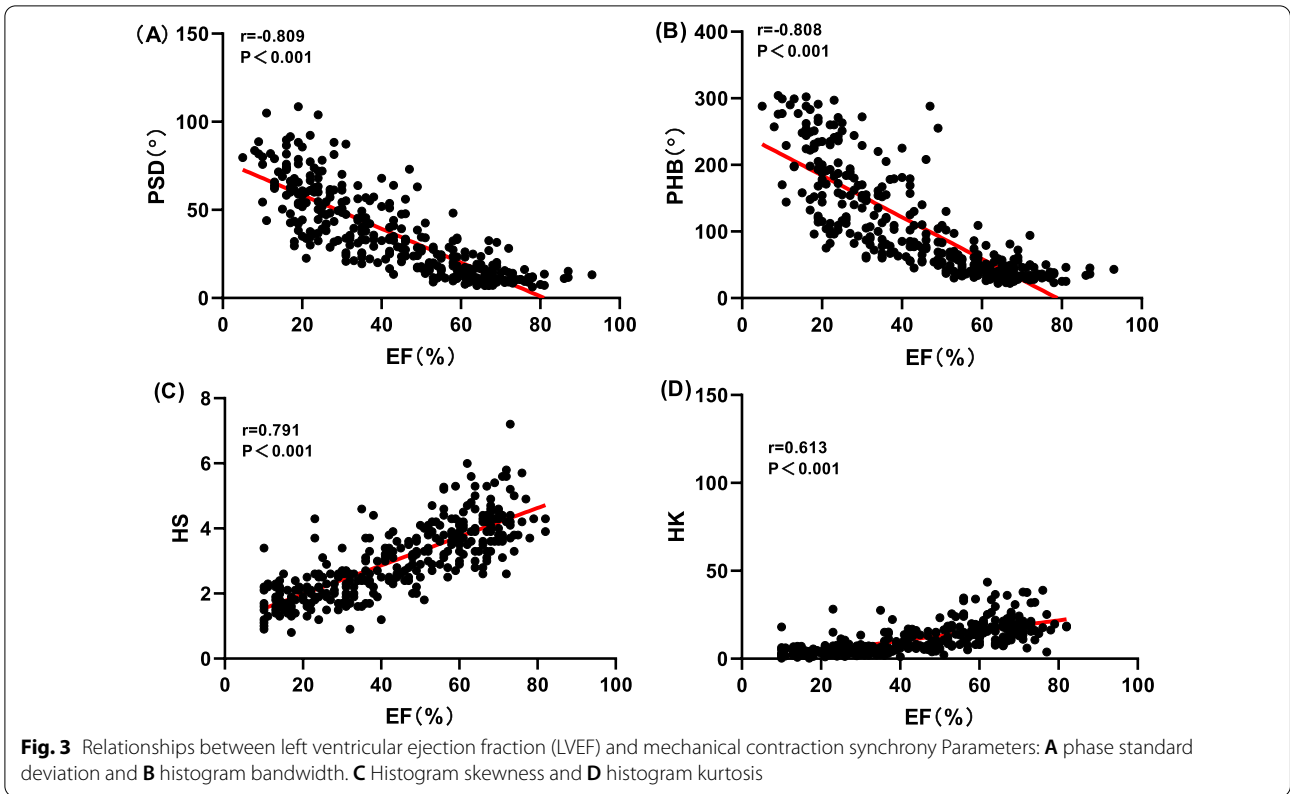 (A)
r=-0.809
P＜0.001
150
100
50
0
PSD(°)
0 20 40 60 80 100
EF(%)
(B)
r=-0.808
P＜0.001
400
300
200
100
0
PHB(°)
0 20 40 60 80 100
EF(%)
(C)
r=0.791
P＜0.001
8
6
4
2
0
HS
0 20 40 60 80 100
EF(%)
(D)
r=0.613
P＜0.001
150
100
50
0
HK
0 20 40 60 80 100
EF(%)
Fig. 3 Relationships between left ventricular ejection fraction (LVEF) and mechanical contraction synchrony Parameters: A phase standard
deviation and B histogram bandwidth. C Histogram skewness and D histogram kurtosis